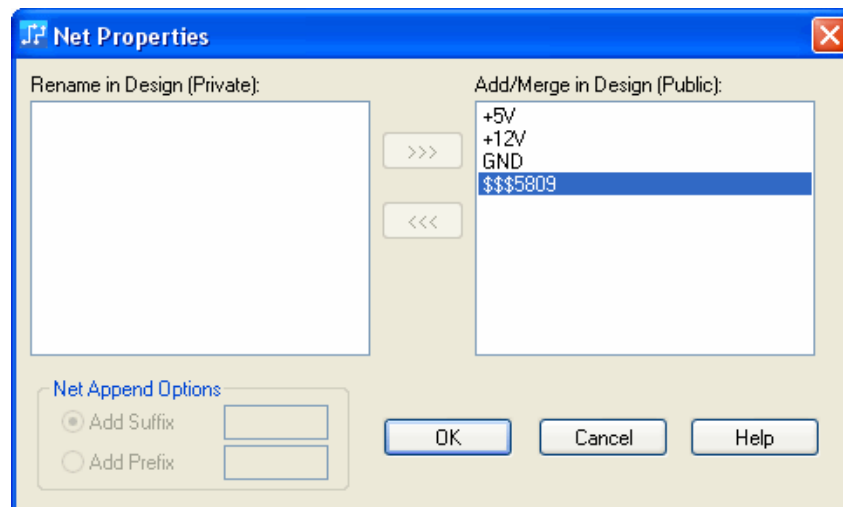 Net Properties
Rename in Design (Private):
Add/Merge in Design (Public):
+5V
+12V
GND
$$$5809
>>>
<<<
Net Append Options
Add Suffix
Add Prefix
OK
Cancel
Help